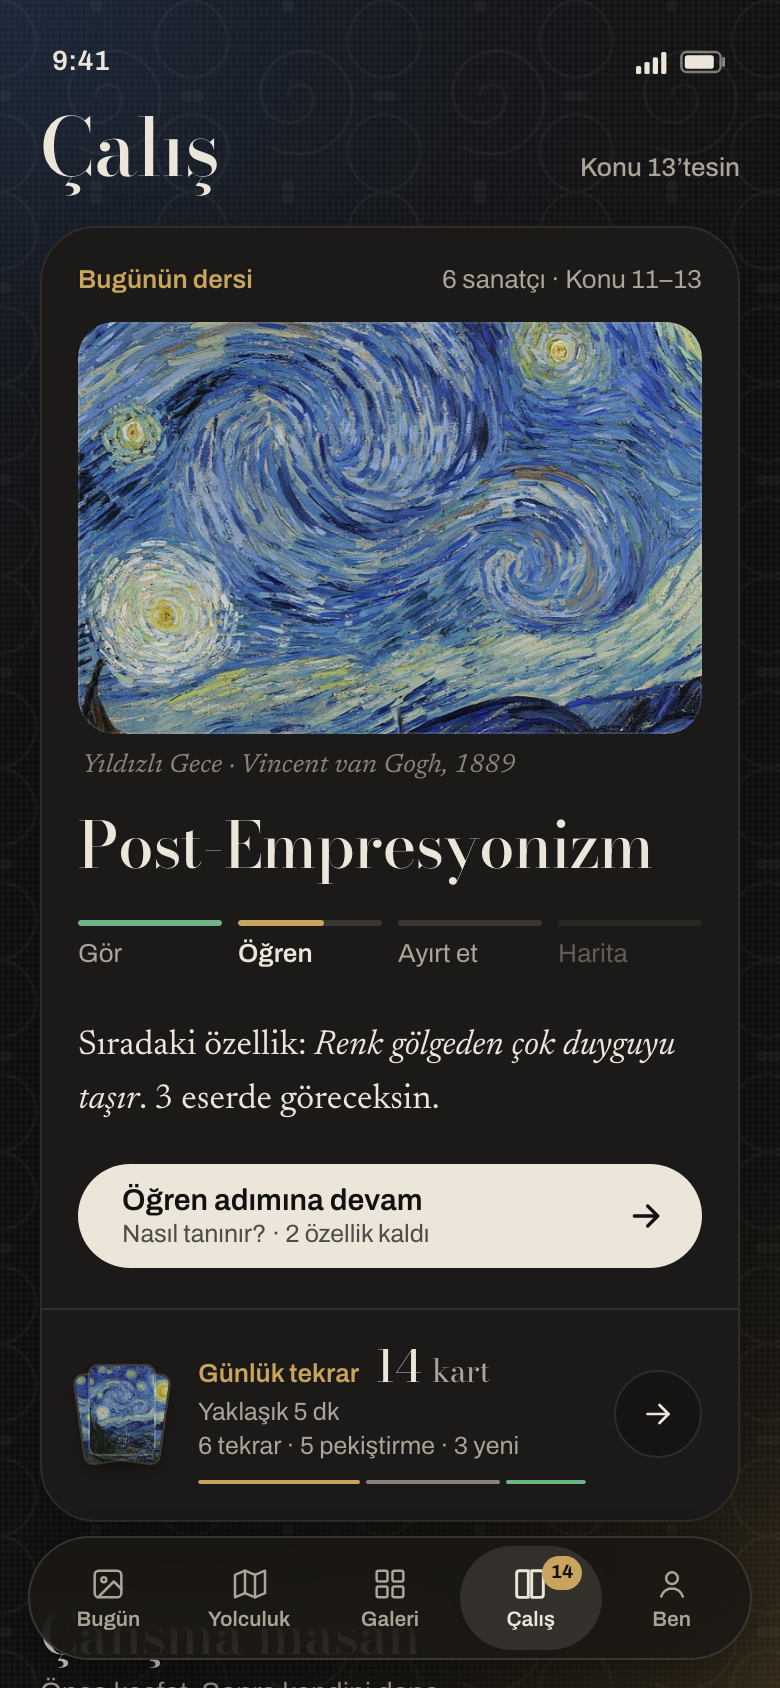 9:41
Çalış
Konu 13’tesin
Bugünün dersi
6 sanatçı · Konu 11–13
Yıldızlı Gece · Vincent van Gogh, 1889
Post-Empresyonizm
Gör
Öğren
Ayırt et
Harita
Sıradaki özellik: Renk gölgeden çok duyguyu
taşır. 3 eserde göreceksin.
Öğren adımına devam
Nasıl tanınır? · 2 özellik kaldı
Günlük tekrar 14 kart
Yaklaşık 5 dk
6 tekrar · 5 pekiştirme · 3 yeni
14
Bugün
Yolculuk
Galeri
Çalış
Ben
Çalışma masan